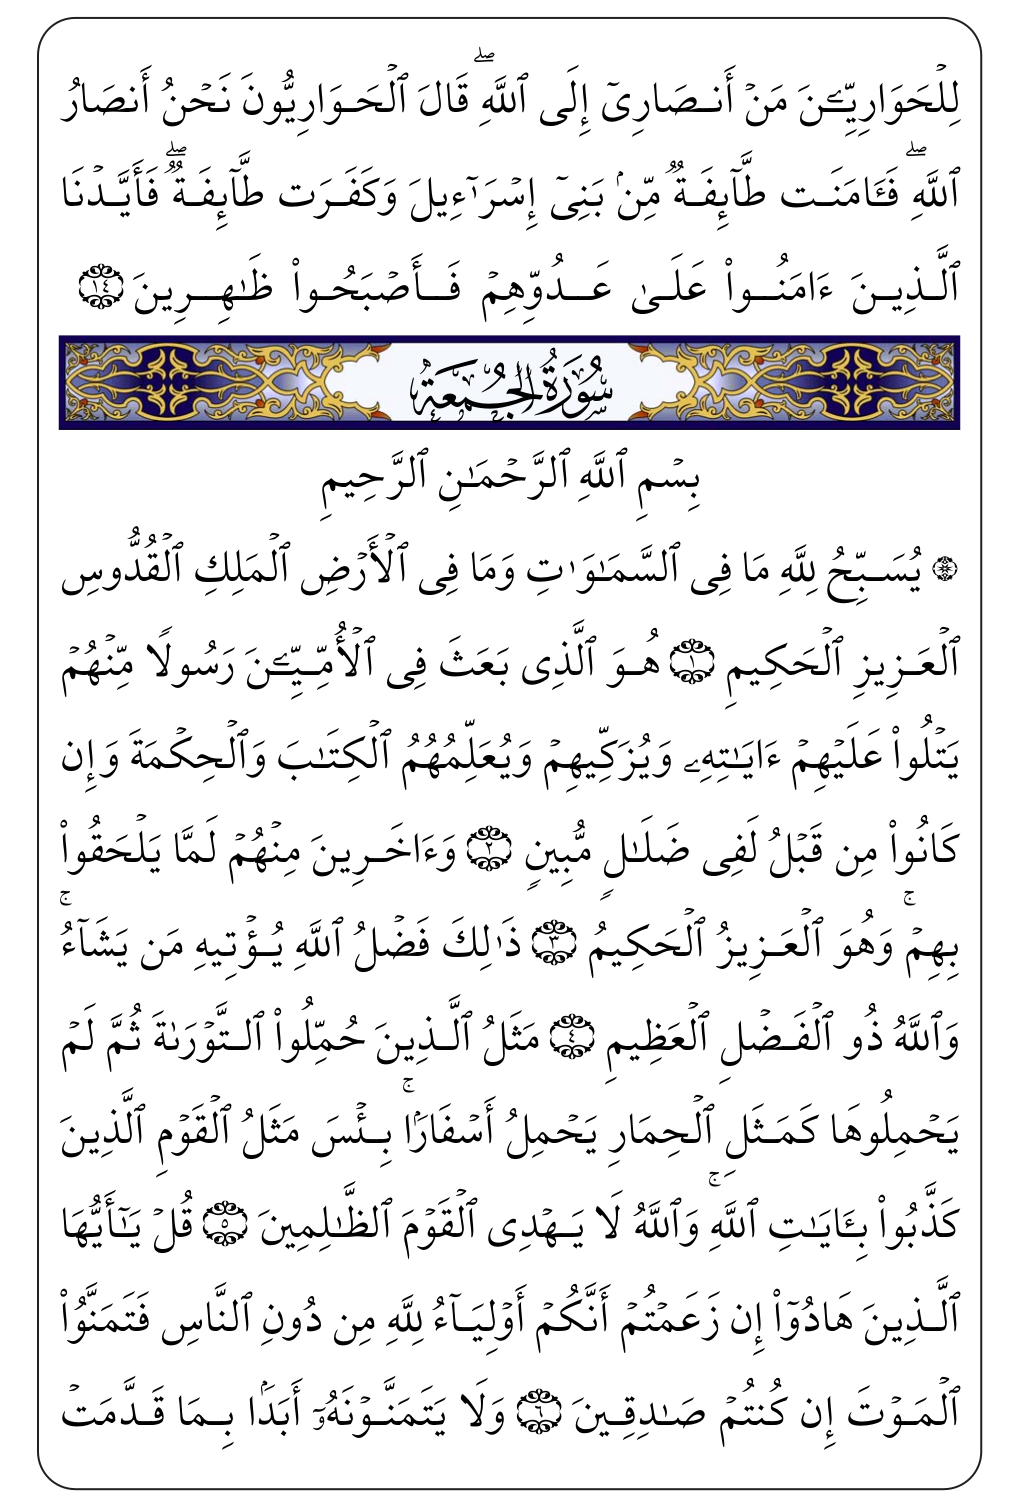 لِلْحَوَارِيِّـۧنَ مَنْ أَنصَارِىٓ إِلَى ٱللَّهِۖ قَالَ ٱلْحَوَارِيُّونَ نَحْنُ أَنصَارُ
ٱللَّهِۖ فَـَٔامَنَت طَّآئِفَةٌ مِّنۢ بَنِىٓ إِسْرَٰٓءِيلَ وَكَفَرَت طَّآئِفَةٌۖ فَأَيَّدْنَا
ٱلَّذِينَ ءَامَنُوا۟ عَلَىٰ عَدُوِّهِمْ فَأَصْبَحُوا۟ ظَـٰهِرِينَ ١٤
سُورَةُ الجُمُعَةِ
بِسْمِ ٱللَّهِ ٱلرَّحْمَـٰنِ ٱلرَّحِيمِ
۞ يُسَبِّحُ لِلَّهِ مَا فِى ٱلسَّمَـٰوَٰتِ وَمَا فِى ٱلْأَرْضِ ٱلْمَلِكِ ٱلْقُدُّوسِ
ٱلْعَزِيزِ ٱلْحَكِيمِ ١ هُوَ ٱلَّذِى بَعَثَ فِى ٱلْأُمِّيِّـۧنَ رَسُولًا مِّنْهُمْ
يَتْلُوا۟ عَلَيْهِمْ ءَايَـٰتِهِۦ وَيُزَكِّيهِمْ وَيُعَلِّمُهُمُ ٱلْكِتَـٰبَ وَٱلْحِكْمَةَ وَإِن
كَانُوا۟ مِن قَبْلُ لَفِى ضَلَـٰلٍ مُّبِينٍ ٢ وَءَاخَرِينَ مِنْهُمْ لَمَّا يَلْحَقُوا۟
بِهِمْۚ وَهُوَ ٱلْعَزِيزُ ٱلْحَكِيمُ ٣ ذَٰلِكَ فَضْلُ ٱللَّهِ يُؤْتِيهِ مَن يَشَآءُۚ
وَٱللَّهُ ذُو ٱلْفَضْلِ ٱلْعَظِيمِ ٤ مَثَلُ ٱلَّذِينَ حُمِّلُوا۟ ٱلتَّوْرَىٰةَ ثُمَّ لَمْ
يَحْمِلُوهَا كَمَثَلِ ٱلْحِمَارِ يَحْمِلُ أَسْفَارًۢاۚ بِئْسَ مَثَلُ ٱلْقَوْمِ ٱلَّذِينَ
كَذَّبُوا۟ بِـَٔايَـٰتِ ٱللَّهِۚ وَٱللَّهُ لَا يَهْدِى ٱلْقَوْمَ ٱلظَّـٰلِمِينَ ٥ قُلْ يَـٰٓأَيُّهَا
ٱلَّذِينَ هَادُوٓا۟ إِن زَعَمْتُمْ أَنَّكُمْ أَوْلِيَآءُ لِلَّهِ مِن دُونِ ٱلنَّاسِ فَتَمَنَّوُا۟
ٱلْمَوْتَ إِن كُنتُمْ صَـٰدِقِينَ ٦ وَلَا يَتَمَنَّوْنَهُۥٓ أَبَدًۢا بِمَا قَدَّمَتْ